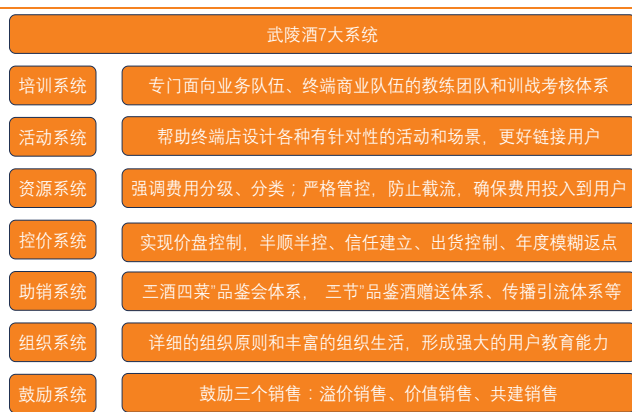 武陵酒7大系统
培训系统
专门面向业务队伍、终端商业队伍的教练团队和训战考核体系
活动系统
帮助终端店设计各种有针对性的活动和场景，更好链接用户
资源系统
强调费用分级、分类；严格管控，防止截流，确保费用投入到用户
控价系统
实现价盘控制，半顺半控、信任建立、出货控制、年度模糊返点
助销系统
三酒四菜”品鉴会体系， 三节”品鉴酒赠送体系、传播引流体系等
组织系统
详细的组织原则和丰富的组织生活，形成强大的用户教育能力
鼓励系统
鼓励三个销售：溢价销售、价值销售、共建销售